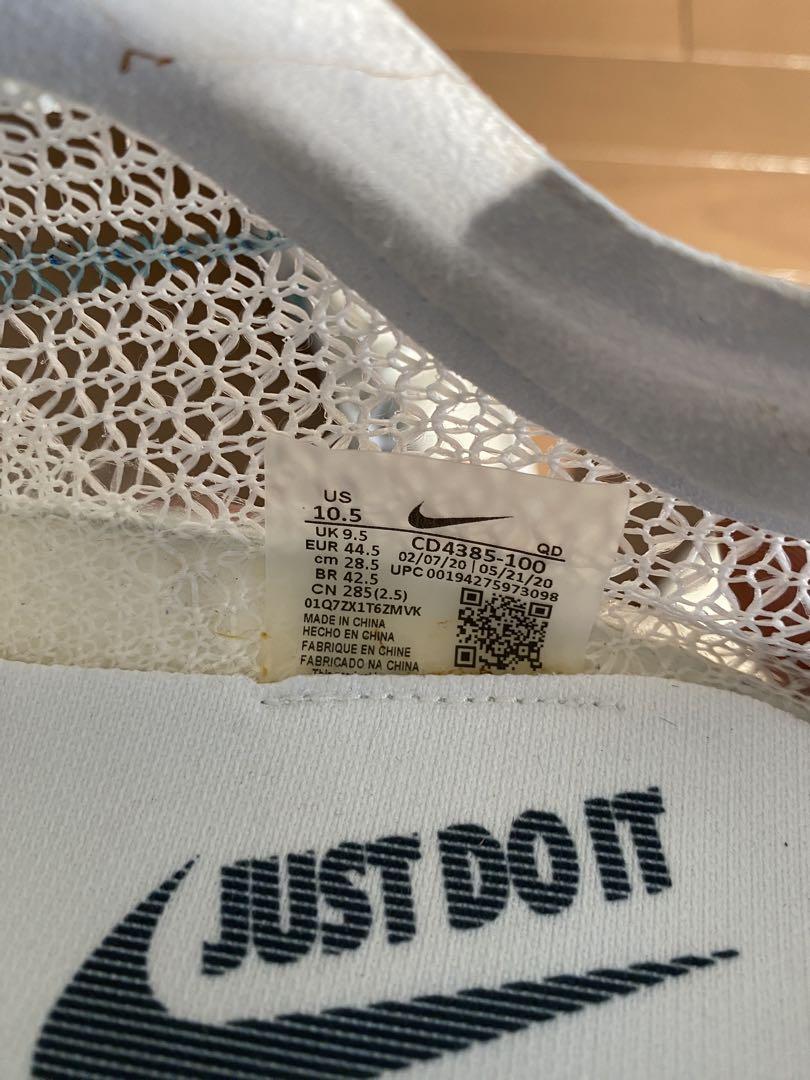 US
10.5
UK 9.5
EUR 44.5
cm 28.5
BR 42.5
CN 285(2.5)
CD4385-100 QD
02/07/20 | 05/21/20
UPC 00194275973098
01Q7ZX1T6ZMVK
MADE IN CHINA
HECHO EN CHINA
FABRIQUE EN CHINE
FABRICADO NA CHINA
JUST DO IT